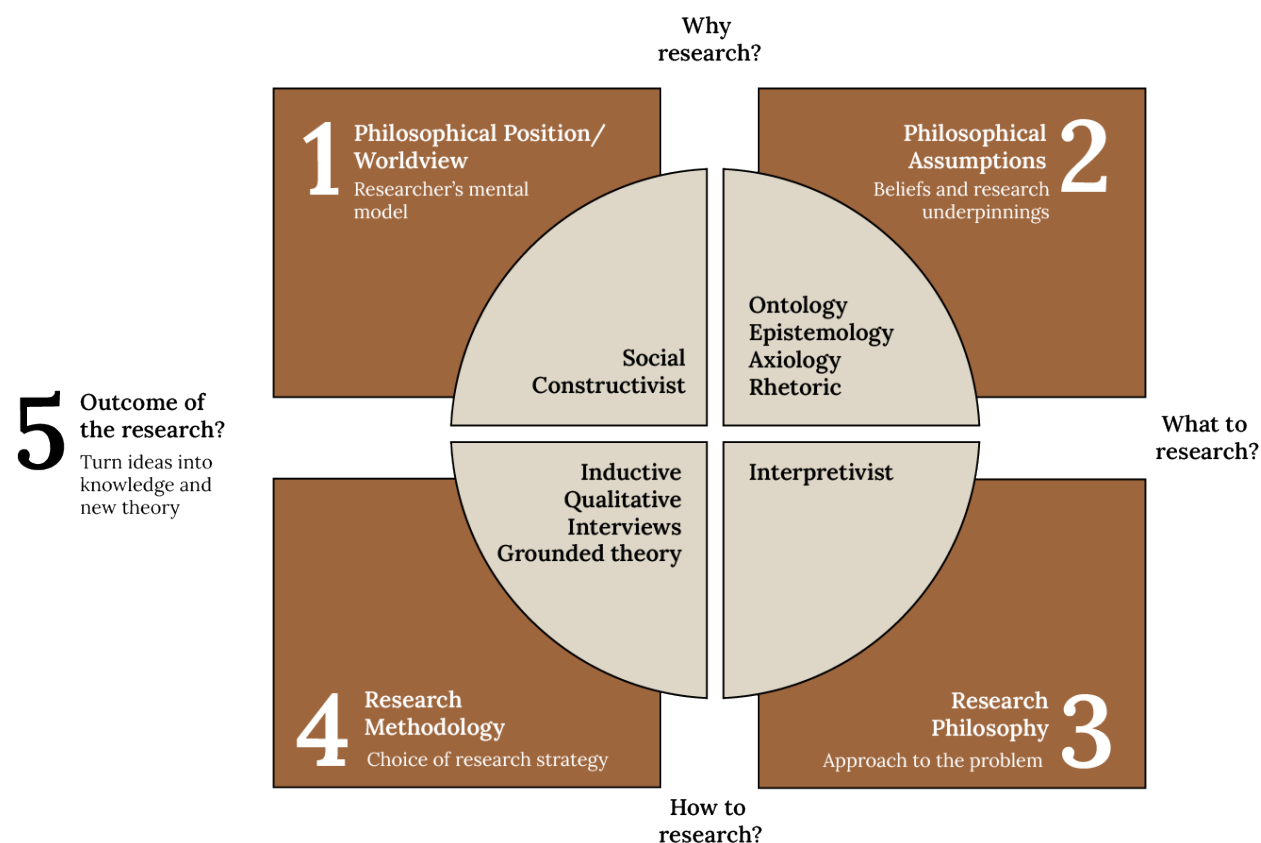 Why
research?
1
Philosophical Position/
Worldview
Researcher’s mental
model
Social
Constructivist
Philosophical
Assumptions
Beliefs and research
underpinnings
2
Ontology
Epistemology
Axiology
Rhetoric
What to
research?
Interpretivist
Research
Philosophy
Approach to the problem
3
How to
research?
Inductive
Qualitative
Interviews
Grounded theory
4
Research
Methodology
Choice of research strategy
5
Outcome of
the research?
Turn ideas into
knowledge and
new theory